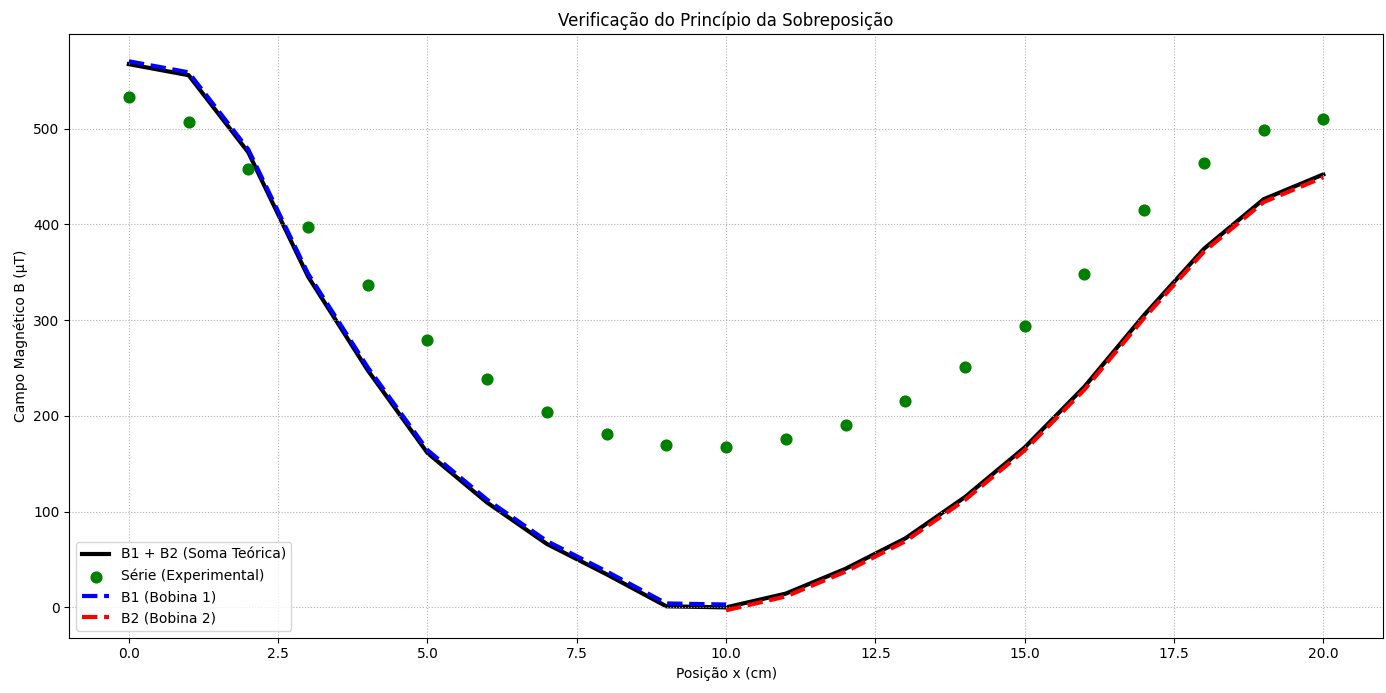 Verificação do Princípio da Sobreposição
Campo Magnético B (μT)
500
400
300
200
100
0
B1 + B2 (Soma Teórica)
Série (Experimental)
B1 (Bobina 1)
B2 (Bobina 2)
0.0 2.5 5.0 7.5 10.0 12.5 15.0 17.5 20.0
Posição x (cm)